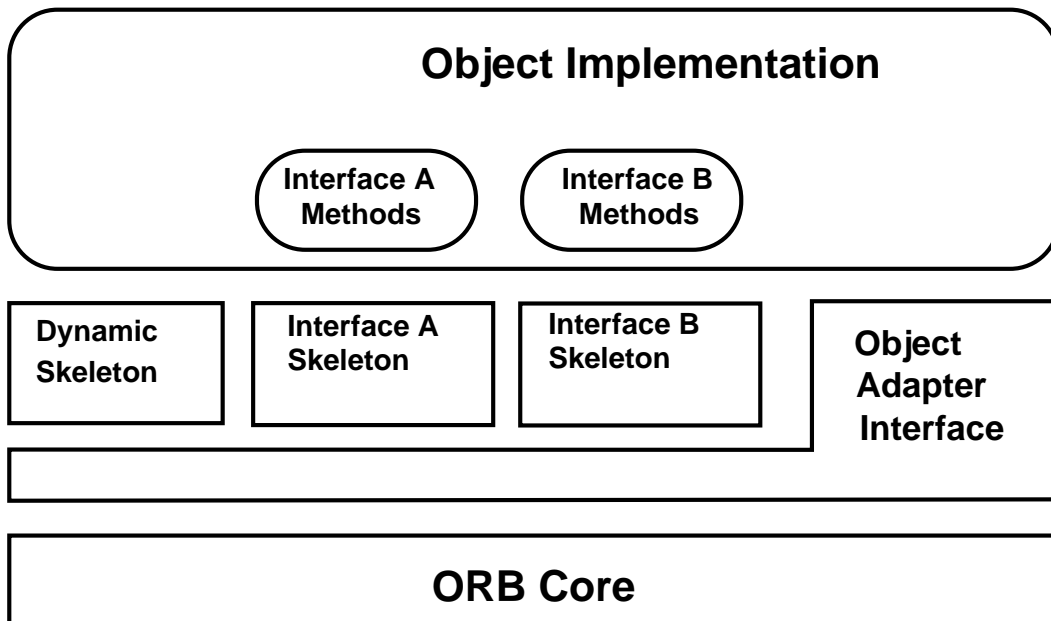 Object Implementation
Interface A
Methods
Interface B
Methods
Dynamic
Skeleton
Interface A
Skeleton
Interface B
Skeleton
Object
Adapter
Interface
ORB Core